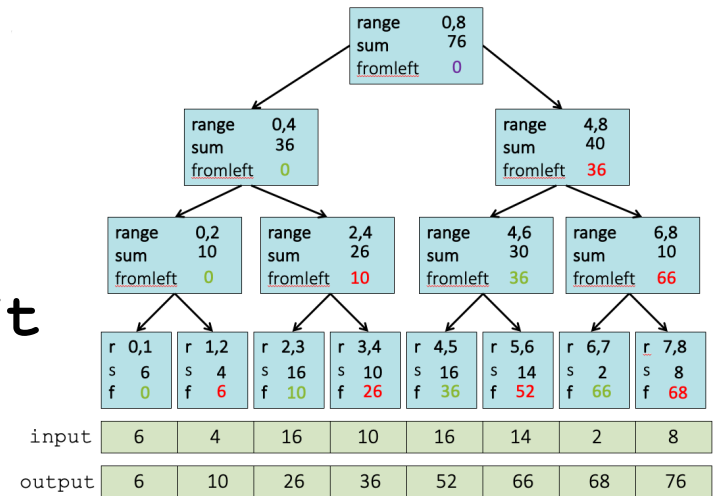 range 0,8
sum 76
fromleft 0
range 0,4
sum 36
fromleft 0
range 4,8
sum 40
fromleft 36
range 0,2
sum 10
fromleft 0
range 2,4
sum 26
fromleft 10
range 4,6
sum 30
fromleft 36
range 6,8
sum 10
fromleft 66
t
r 0,1
s 6
f 0
r 1,2
s 4
f 6
r 2,3
s 16
f 10
r 3,4
s 10
f 26
r 4,5
s 16
f 36
r 5,6
s 14
f 52
r 6,7
s 2
f 66
r 7,8
s 8
f 68
input 6 4 16 10 16 14 2 8
output 6 10 26 36 52 66 68 76